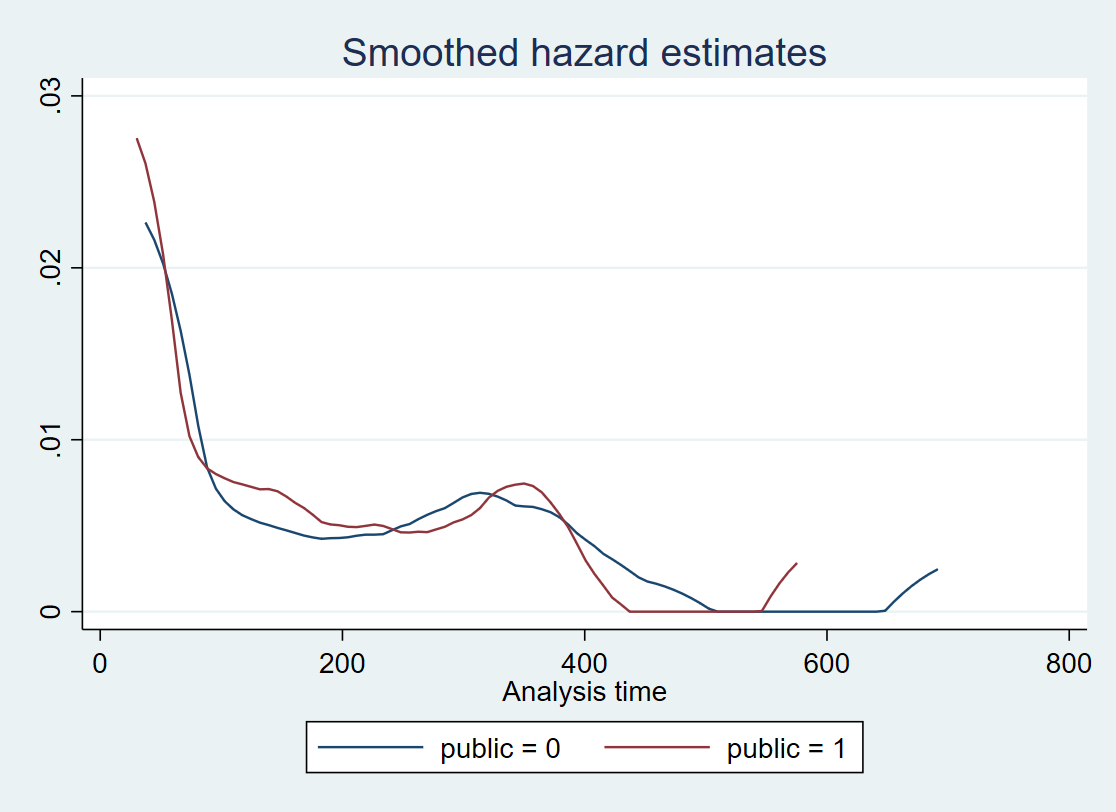 Smoothed hazard estimates
.03
.02
.01
0
0 200 400 600 800
Analysis time
public = 0 public = 1